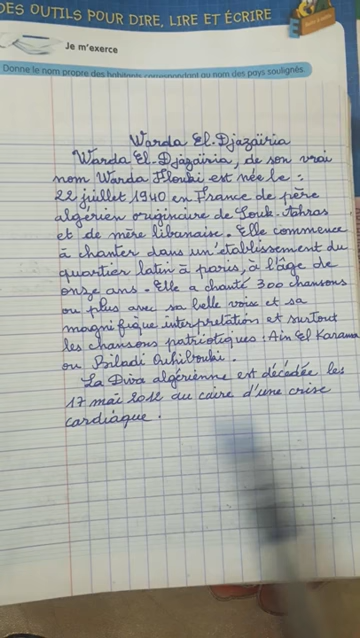 DES OUTILS POUR DIRE, LIRE ET ÉCRIRE
Je m'exerce
Donne le nom propre des habitants correspondant au nom des pays soulignés.
Warda El-Djazaïria
Warda El-Djazaïria, de son vrai
nom Warda Ftouki est née le :
22 juillet 1940 en France de père
algerien originaire de Souk-Ahras
et de mère libanaise. Elle commence
à chanter dans un établissement du
quartier latin à paris, à l'âge de
onze ans. Elle a chanté 300 chansons
ou plus avec sa belle voix et sa
magnifique interpretation et surtout
les chansons patriotiques : Ain El Karama
ou Biladi Ouhibbouki.
La Diva algérienne est décédée les
17 mai 2012 au caire d'une crise
cardiaque.